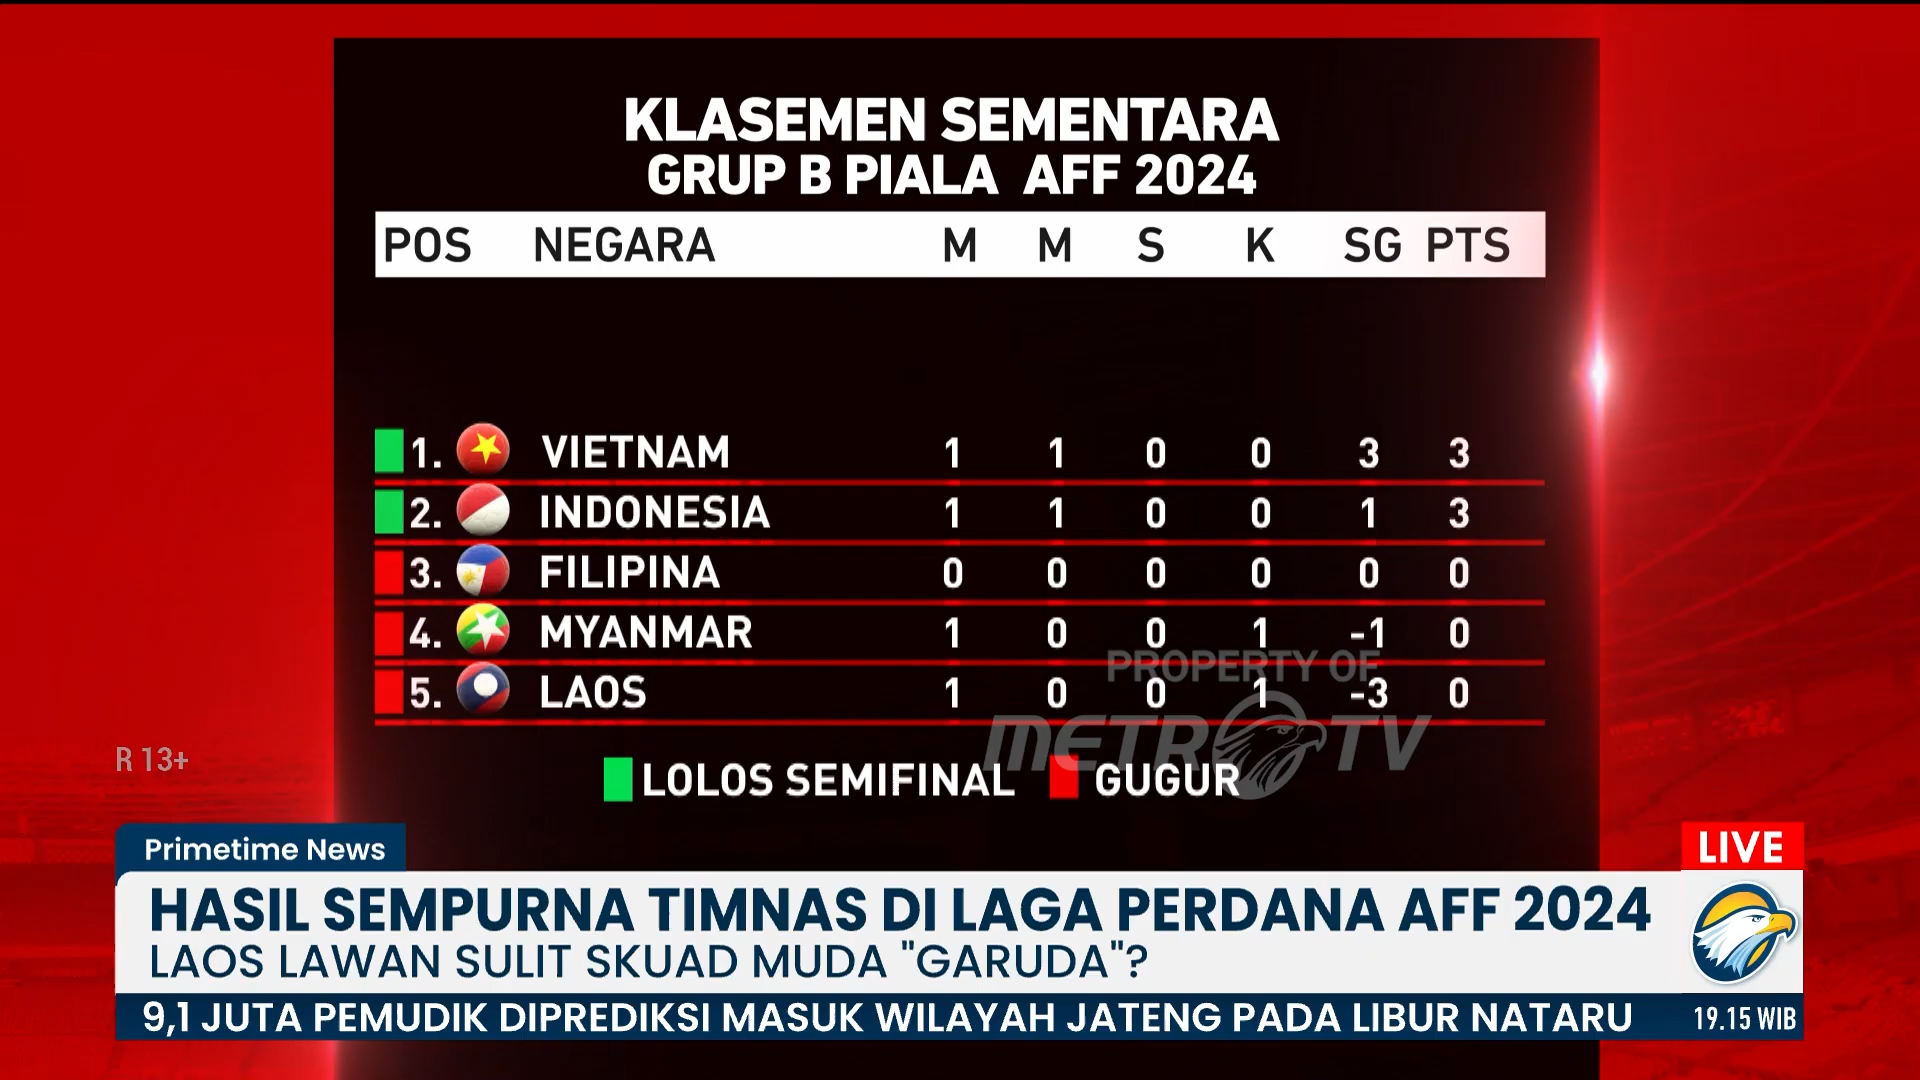 KLASEMEN SEMENTARA
GRUP B PIALA AFF 2024
POS NEGARA M M S K SG PTS
1. VIETNAM 1 1 0 0 3 3
2. INDONESIA 1 1 0 0 1 3
3. FILIPINA 0 0 0 0 0 0
4. MYANMAR 1 0 0 1 -1 0
5. LAOS 1 0 0 1 -3 0
PROPERTY OF
METRO TV
LOLOS SEMIFINAL GUGUR
R 13+
Primetime News
LIVE
HASIL SEMPURNA TIMNAS DI LAGA PERDANA AFF 2024
LAOS LAWAN SULIT SKUAD MUDA "GARUDA"?
9,1 JUTA PEMUDIK DIPREDIKSI MASUK WILAYAH JATENG PADA LIBUR NATARU
19.15 WIB